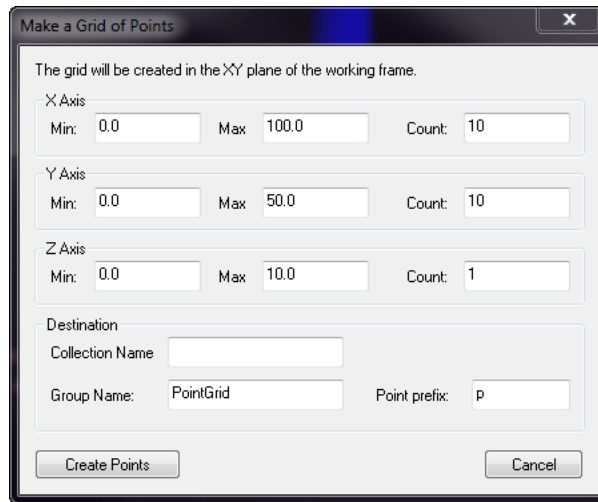 Make a Grid of Points
x
The grid will be created in the XY plane of the working frame.
X Axis
Min: 0.0 Max 100.0 Count: 10
Y Axis
Min: 0.0 Max 50.0 Count: 10
Z Axis
Min: 0.0 Max 10.0 Count: 1
Destination
Collection Name
Group Name: PointGrid Point prefix: p
Create Points Cancel